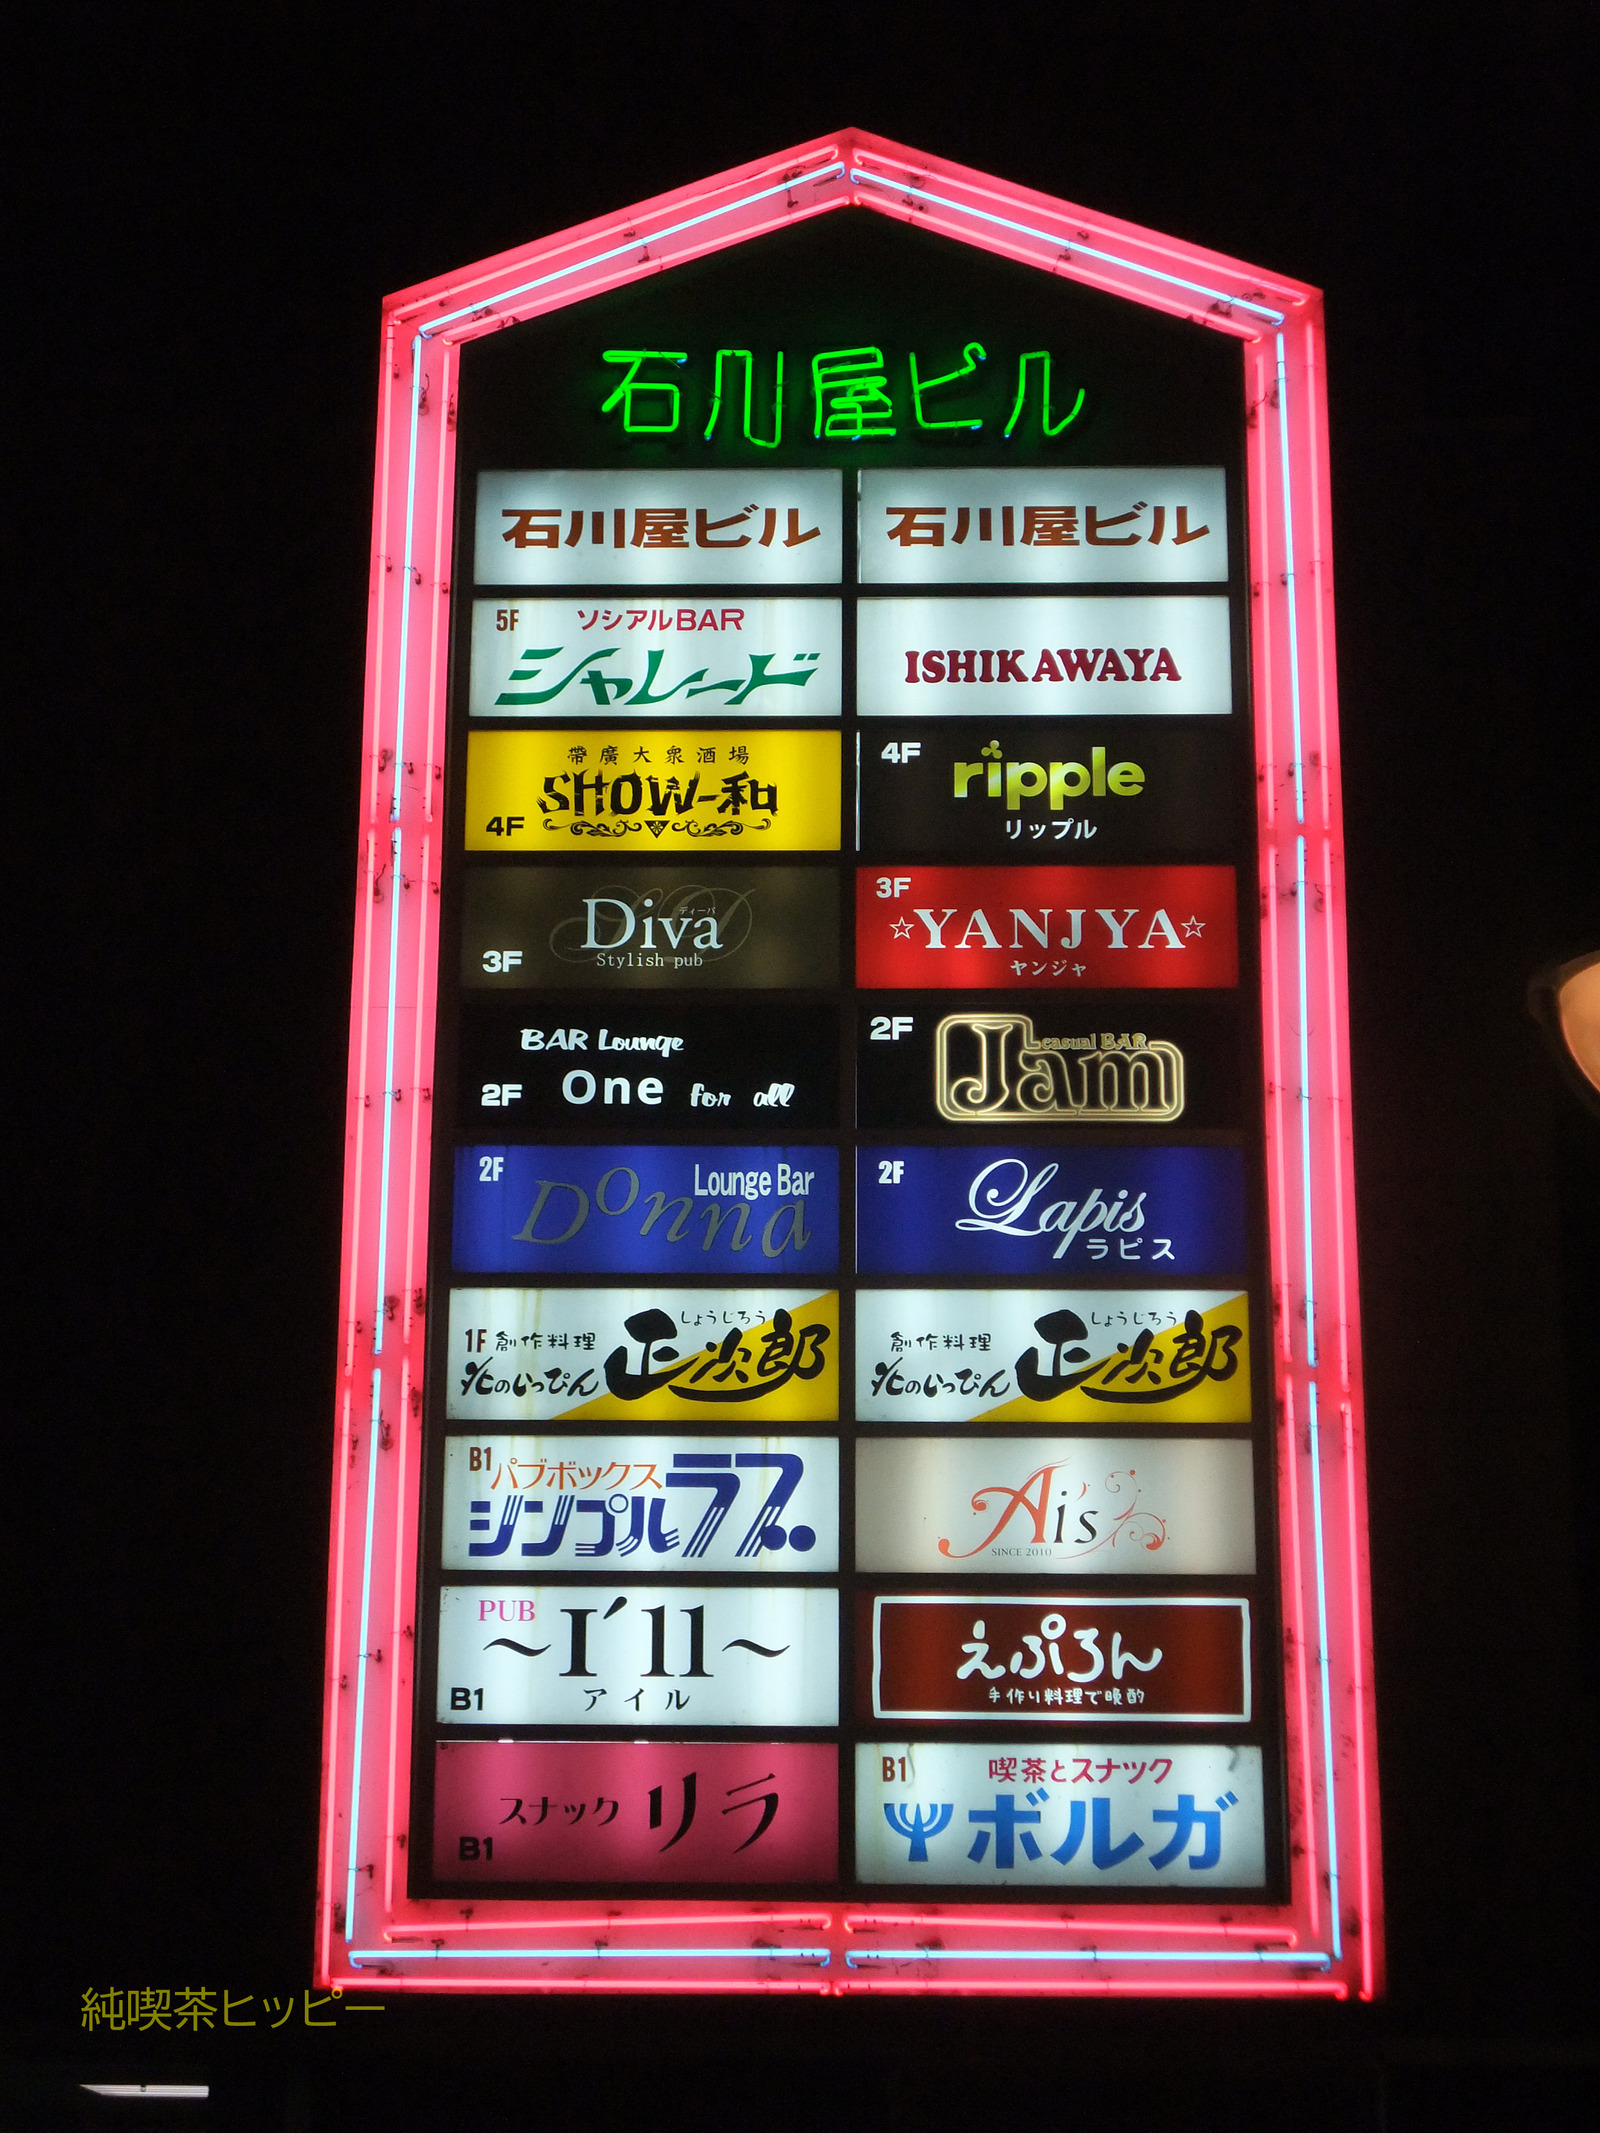 石川屋ビル
石川屋ビル
石川屋ビル
5F ソシアルBAR
シャレード
ISHIKAWAYA
帶廣大衆酒場
SHOW-和
4F
4F ripple
リップル
Diva
ディーバ
Stylish pub
3F
3F
☆YANJYA☆
ヤンジャ
BAR Lounge
2F One for all
2F casual BAR
Jam
2F Lounge Bar
Donna
2F Lapis
ラピス
しょうじろう
1F 創作料理 正次郎
北のいっぴん
しょうじろう
創作料理 正次郎
北のいっぴん
B1 パブボックス
シンプルラブ
Ai's
SINCE 2010
PUB
～I'll～
アイル
B1
えぷろん
手作り料理で晩酌
スナック リラ
B1
B1 喫茶とスナック
ボルガ
純喫茶ヒッピー